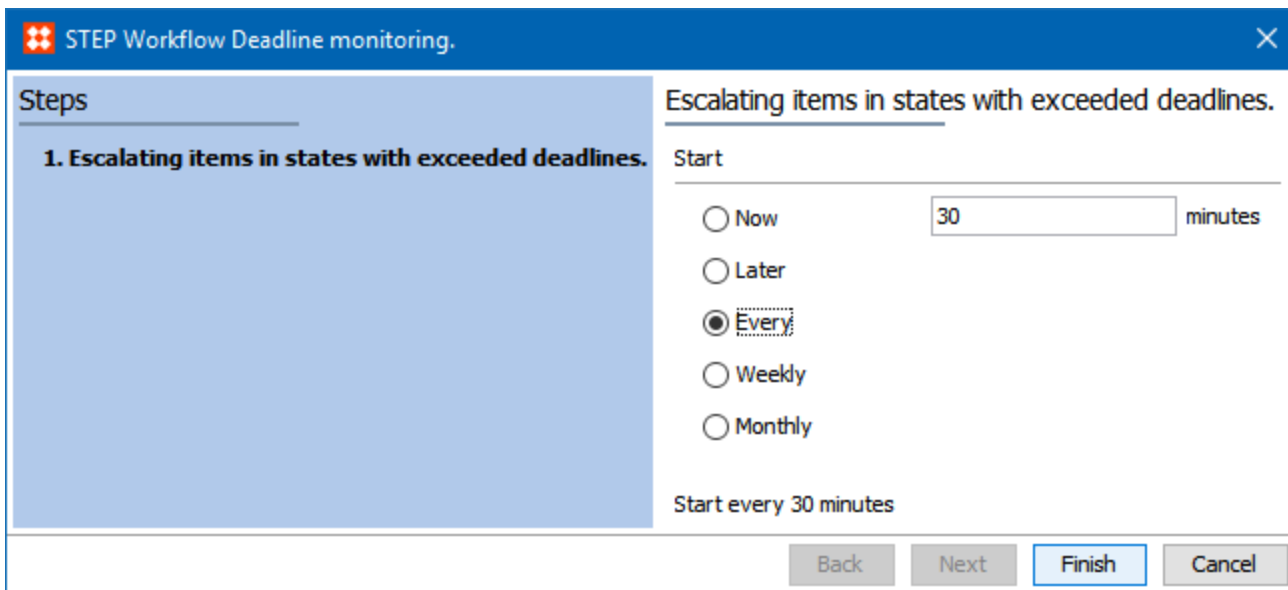 STEP Workflow Deadline monitoring.
Steps
1. Escalating items in states with exceeded deadlines.
Escalating items in states with exceeded deadlines.
Start
Now
30 minutes
Later
Every
Weekly
Monthly
Start every 30 minutes
Back Next Finish Cancel